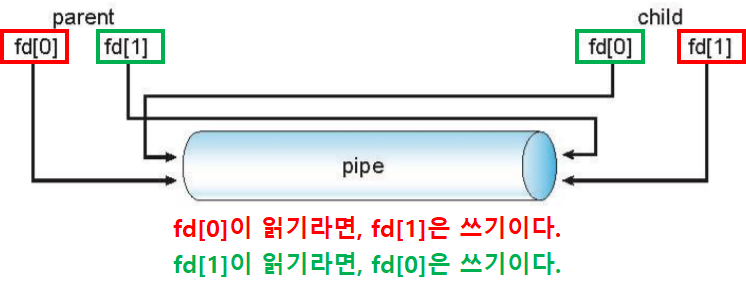 parent child
fd[0] fd[1] fd[0] fd[1]
pipe
fd[0]이 읽기라면, fd[1]은 쓰기이다.
fd[1]이 읽기라면, fd[0]은 쓰기이다.